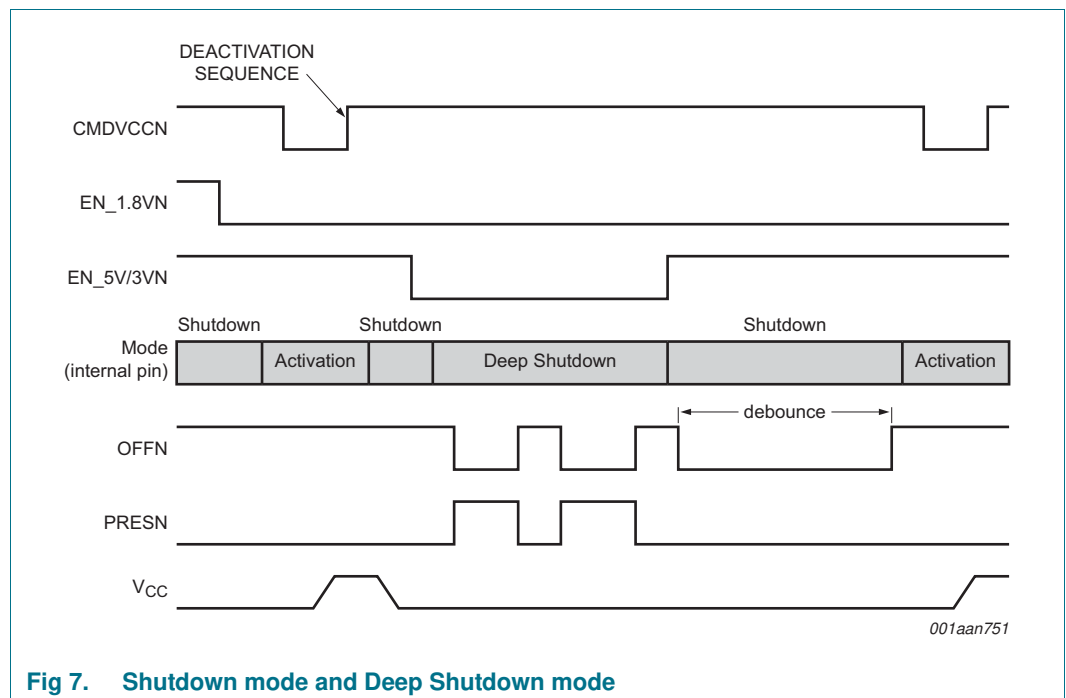 DEACTIVATION
SEQUENCE
CMDVCCN
EN_1.8VN
EN_5V/3VN
Shutdown Shutdown Shutdown
Mode
(internal pin)
Activation Deep Shutdown Activation
debounce
OFFN
PRESN
VCC
001aan751
Fig 7. Shutdown mode and Deep Shutdown mode